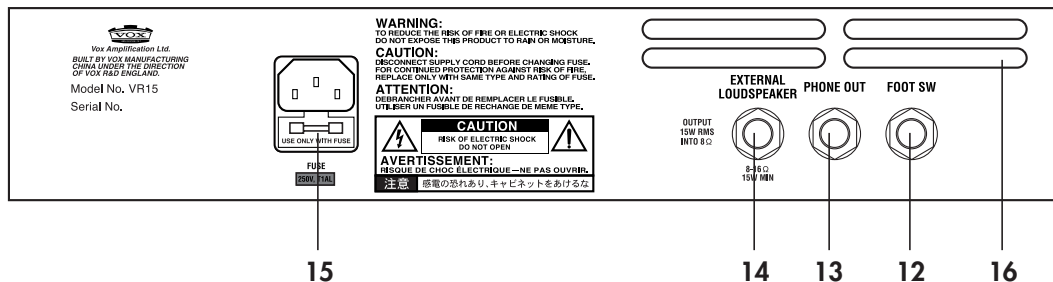 VOX
Vox Amplification Ltd.
BUILT BY VOX MANUFACTURING
CHINA UNDER THE DIRECTION
OF VOX R&D ENGLAND.
Model No. VR15
Serial No.
USE ONLY WITH FUSE
FUSE
250V, T1AL
WARNING:
TO REDUCE THE RISK OF FIRE OR ELECTRIC SHOCK
DO NOT EXPOSE THIS PRODUCT TO RAIN OR MOISTURE.
CAUTION:
DISCONNECT SUPPLY CORD BEFORE CHANGING FUSE.
FOR CONTINUED PROTECTION AGAINST RISK OF FIRE,
REPLACE ONLY WITH SAME TYPE AND RATING OF FUSE.
ATTENTION:
DEBRANCHER AVANT DE REMPLACER LE FUSIBLE.
UTILISER UN FUSIBLE DE RECHANGE DE MEME TYPE.
CAUTION
RISK OF ELECTRIC SHOCK
DO NOT OPEN
AVERTISSEMENT:
RISQUE DE CHOC ÉLECTRIQUE—NE PAS OUVRIR.
注意 感電の恐れあり、キャビネットをあけるな
EXTERNAL
LOUDSPEAKER
PHONE OUT
FOOT SW
OUTPUT
15W RMS
INTO 8Ω
8-16Ω
15W MIN
15
14
13
12
16